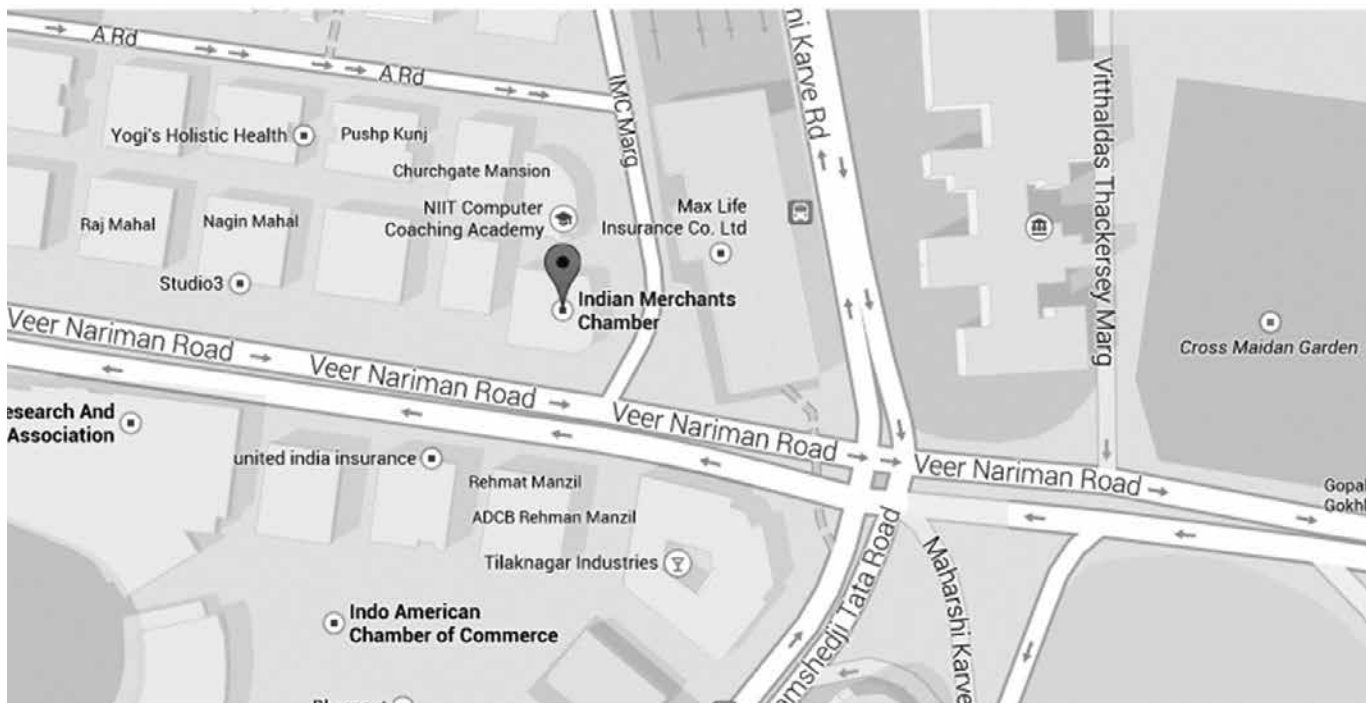 A Rd
A Rd
IMC Marg
ni Karve Rd
Vitthaldas Thackersey Marg
Yogi's Holistic Health
Pushp Kunj
Churchgate Mansion
NIIT Computer
Coaching Academy
Max Life
Insurance Co. Ltd
Raj Mahal
Nagin Mahal
Studio3
Indian Merchants
Chamber
Cross Maidan Garden
Veer Nariman Road
Veer Nariman Road
Veer Nariman Road
Veer Nariman Road
esearch And
Association
united india insurance
Rehmat Manzil
ADCB Rehman Manzil
Tilaknagar Industries
Gopal
Gokhl
Indo American
Chamber of Commerce
amshedji Tata Road
Maharshi Karve